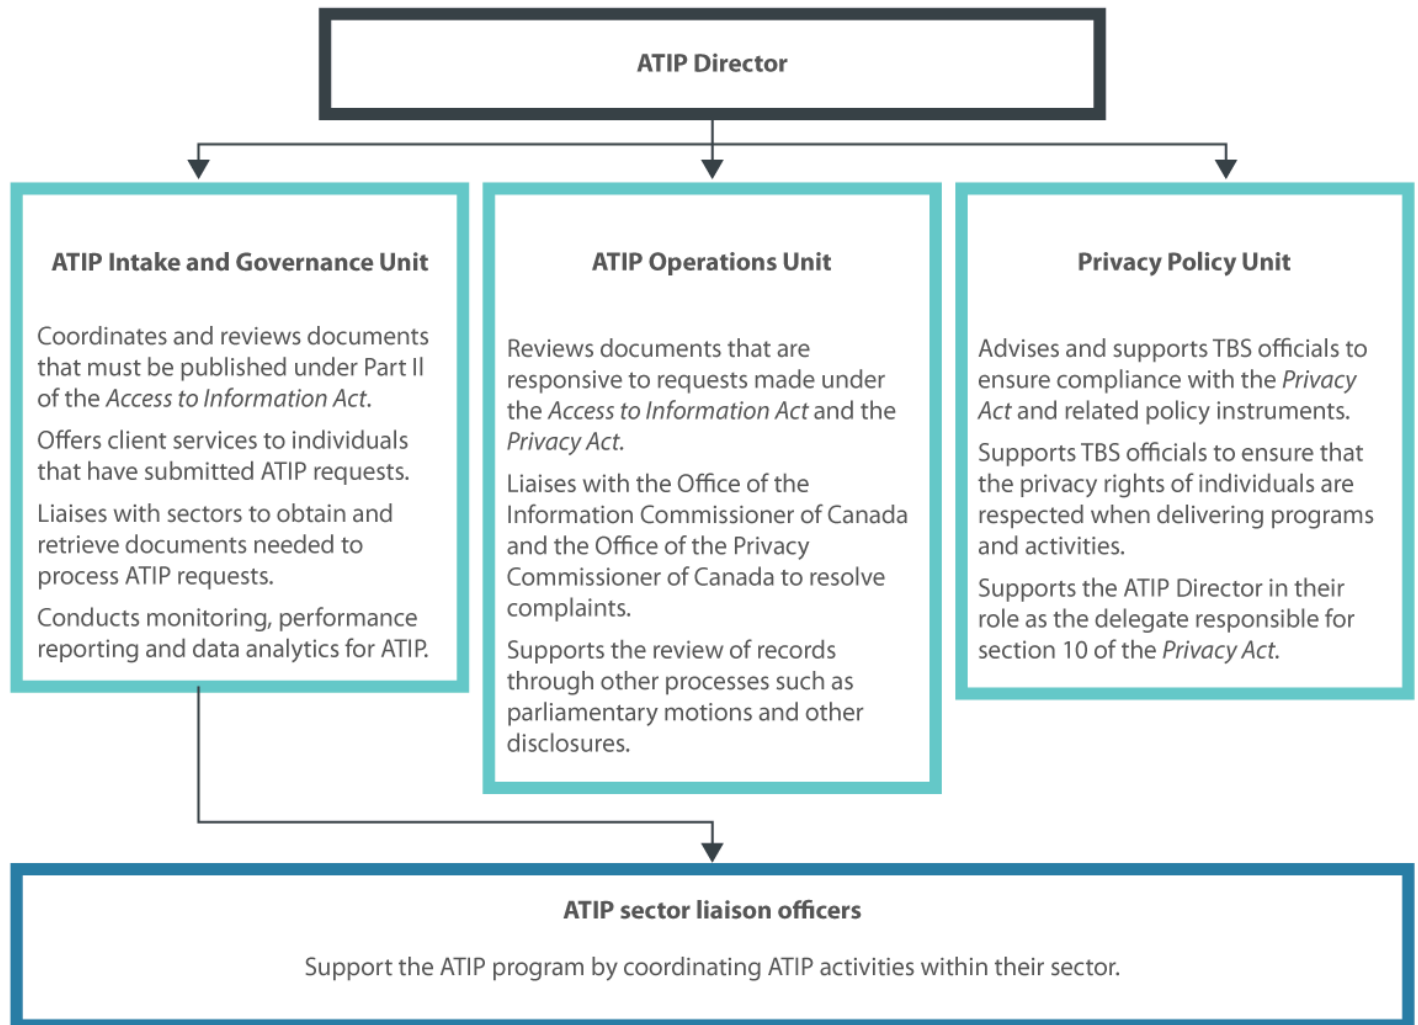 ATIP Director
ATIP Intake and Governance Unit
Coordinates and reviews documents
that must be published under Part II
of the Access to Information Act.
Offers client services to individuals
that have submitted ATIP requests.
Liaises with sectors to obtain and
retrieve documents needed to
process ATIP requests.
Conducts monitoring, performance
reporting and data analytics for ATIP.
ATIP Operations Unit
Reviews documents that are
responsive to requests made under
the Access to Information Act and the
Privacy Act.
Liaises with the Office of the
Information Commissioner of Canada
and the Office of the Privacy
Commissioner of Canada to resolve
complaints.
Supports the review of records
through other processes such as
parliamentary motions and other
disclosures.
Privacy Policy Unit
Advises and supports TBS officials to
ensure compliance with the Privacy
Act and related policy instruments.
Supports TBS officials to ensure that
the privacy rights of individuals are
respected when delivering programs
and activities.
Supports the ATIP Director in their
role as the delegate responsible for
section 10 of the Privacy Act.
ATIP sector liaison officers
Support the ATIP program by coordinating ATIP activities within their sector.